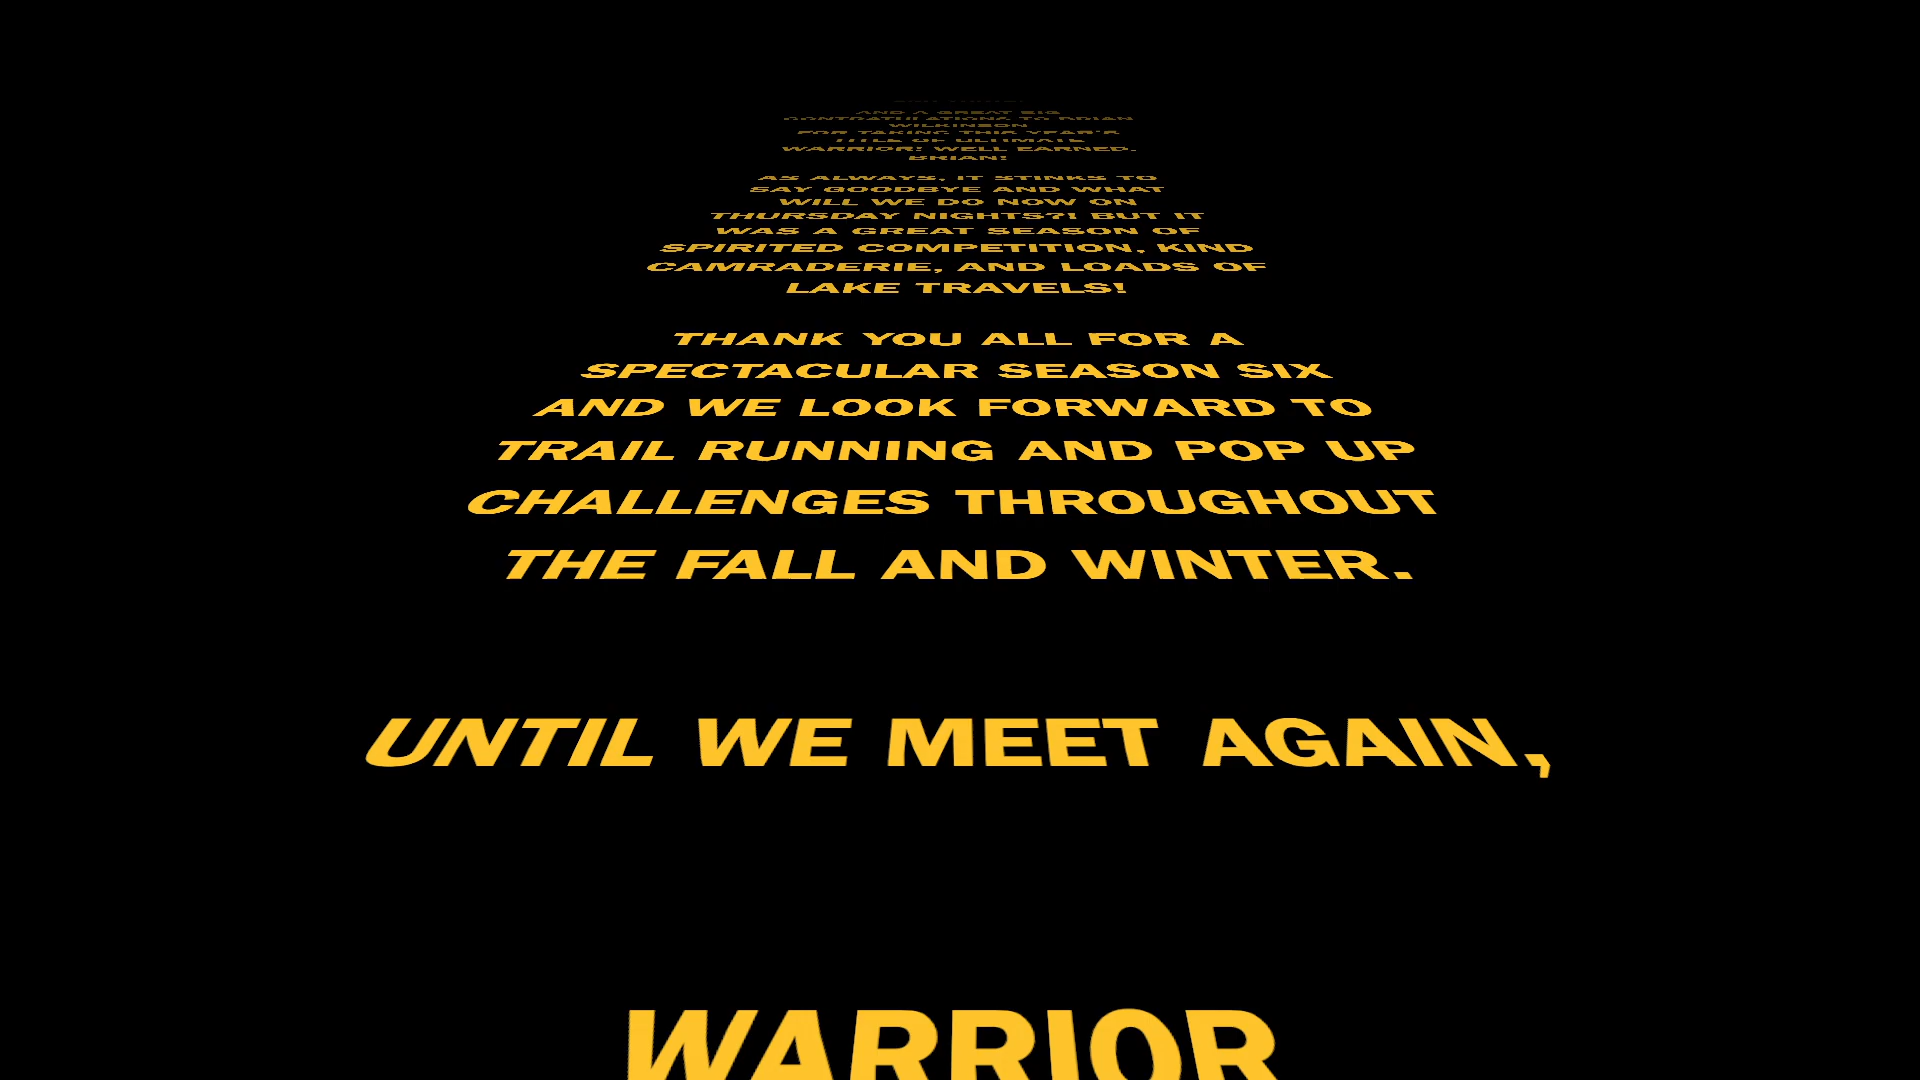 AND A GREAT BIG
CONGRATULATIONS TO BRIAN
WILKINSON
FOR TAKING THIS YEAR'S
TITLE OF ULTIMATE
WARRIOR! WELL EARNED,
BRIAN!
AS ALWAYS, IT STINKS TO
SAY GOODBYE AND WHAT
WILL WE DO NOW ON
THURSDAY NIGHTS?! BUT IT
WAS A GREAT SEASON OF
SPIRITED COMPETITION, KIND
CAMRADERIE, AND LOADS OF
LAKE TRAVELS!
THANK YOU ALL FOR A
SPECTACULAR SEASON SIX
AND WE LOOK FORWARD TO
TRAIL RUNNING AND POP UP
CHALLENGES THROUGHOUT
THE FALL AND WINTER.
UNTIL WE MEET AGAIN,
WARRIOR